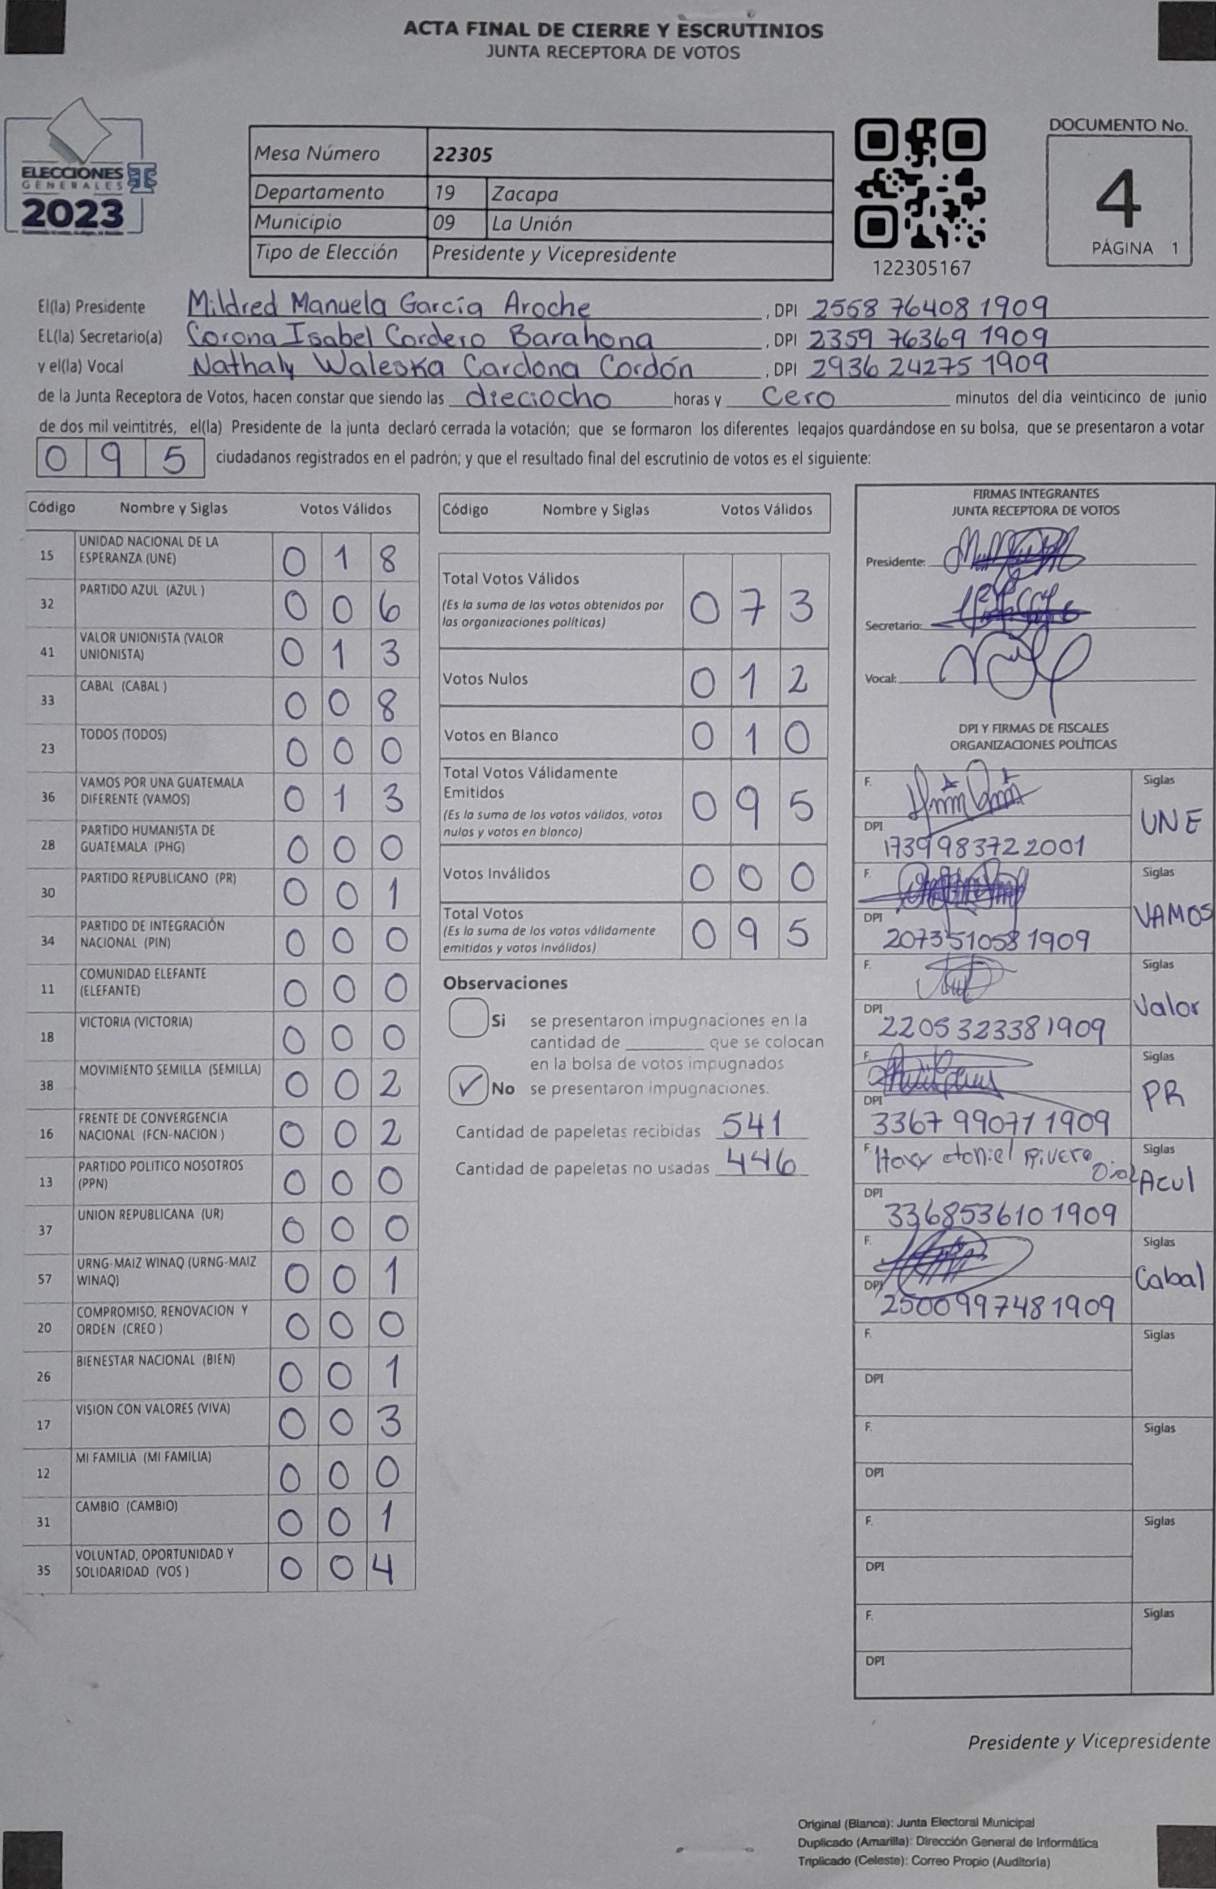 ACTA FINAL DE CIERRE Y ESCRUTINIOS
JUNTA RECEPTORA DE VOTOS
ELECCIONES
GENERALES
2023
Mesa Número 22305
Departamento 19 Zacapa
Municipio 09 La Unión
Tipo de Elección Presidente y Vicepresidente
122305167
DOCUMENTO No.
4
PÁGINA 1
El(la) Presidente Mildred Manuela García Aroche, DPI 2568 76408 1909
EL(la) Secretario(a) Corona Isabel Cordero Barahona, DPI 2359 76369 1909
y el(la) Vocal Nathaly Waleska Cardona Cordón, DPI 2936 24275 1909
de la Junta Receptora de Votos, hacen constar que siendo las dieciocho horas y Cero minutos del día veinticinco de junio
de dos mil veintitrés, el(la) Presidente de la junta declaró cerrada la votación; que se formaron los diferentes legajos guardándose en su bolsa, que se presentaron a votar
0 9 5 ciudadanos registrados en el padrón; y que el resultado final del escrutinio de votos es el siguiente:
Código Nombre y Siglas Votos Válidos
15 UNIDAD NACIONAL DE LA
ESPERANZA (UNE) 0 1 8
32 PARTIDO AZUL (AZUL ) 0 0 6
41 VALOR UNIONISTA (VALOR
UNIONISTA) 0 1 3
33 CABAL (CABAL ) 0 0 8
23 TODOS (TODOS) 0 0 0
36 VAMOS POR UNA GUATEMALA
DIFERENTE (VAMOS) 0 1 3
28 PARTIDO HUMANISTA DE
GUATEMALA (PHG) 0 0 0
30 PARTIDO REPUBLICANO (PR) 0 0 1
34 PARTIDO DE INTEGRACIÓN
NACIONAL (PIN) 0 0 0
11 COMUNIDAD ELEFANTE
(ELEFANTE) 0 0 0
18 VICTORIA (VICTORIA) 0 0 0
38 MOVIMIENTO SEMILLA (SEMILLA) 0 0 2
16 FRENTE DE CONVERGENCIA
NACIONAL (FCN-NACION ) 0 0 2
13 PARTIDO POLITICO NOSOTROS
(PPN) 0 0 0
37 UNION REPUBLICANA (UR) 0 0 0
57 URNG-MAIZ WINAQ (URNG-MAIZ
WINAQ) 0 0 1
20 COMPROMISO, RENOVACION Y
ORDEN (CREO ) 0 0 0
26 BIENESTAR NACIONAL (BIEN) 0 0 1
17 VISION CON VALORES (VIVA) 0 0 3
12 MI FAMILIA (MI FAMILIA) 0 0 0
31 CAMBIO (CAMBIO) 0 0 1
35 VOLUNTAD, OPORTUNIDAD Y
SOLIDARIDAD (VOS ) 0 0 4
Código Nombre y Siglas Votos Válidos
Total Votos Válidos
(Es la suma de los votos obtenidos por
las organizaciones políticas) 0 7 3
Votos Nulos 0 1 2
Votos en Blanco 0 1 0
Total Votos Válidamente
Emitidos
(Es la suma de los votos válidos, votos
nulos y votos en blanco) 0 9 5
Votos Inválidos 0 0 0
Total Votos
(Es la suma de los votos válidamente
emitidos y votos inválidos) 0 9 5
Observaciones
Si se presentaron impugnaciones en la
cantidad de ________ que se colocan
en la bolsa de votos impugnados
✓ No se presentaron impugnaciones.
Cantidad de papeletas recibidas 541
Cantidad de papeletas no usadas 446
FIRMAS INTEGRANTES
JUNTA RECEPTORA DE VOTOS
Presidente:
Secretario:
Vocal:
DPI Y FIRMAS DE FISCALES
ORGANIZACIONES POLÍTICAS
F. Siglas
UNE
DPI
1739983722001
F. Siglas
VAMOS
DPI
2073510581909
F. Siglas
Valor
DPI
2205323381909
F. Siglas
PR
DPI
3367 99071 1909
F. Siglas
Acul
DPI
3368536101909
F. Siglas
Cabal
DPI
2500997481909
F. Siglas
DPI
F. Siglas
DPI
F. Siglas
DPI
F. Siglas
DPI
Presidente y Vicepresidente
Original (Blanca): Junta Electoral Municipal
Duplicado (Amarilla): Dirección General de Informática
Triplicado (Celeste): Correo Propio (Auditoría)